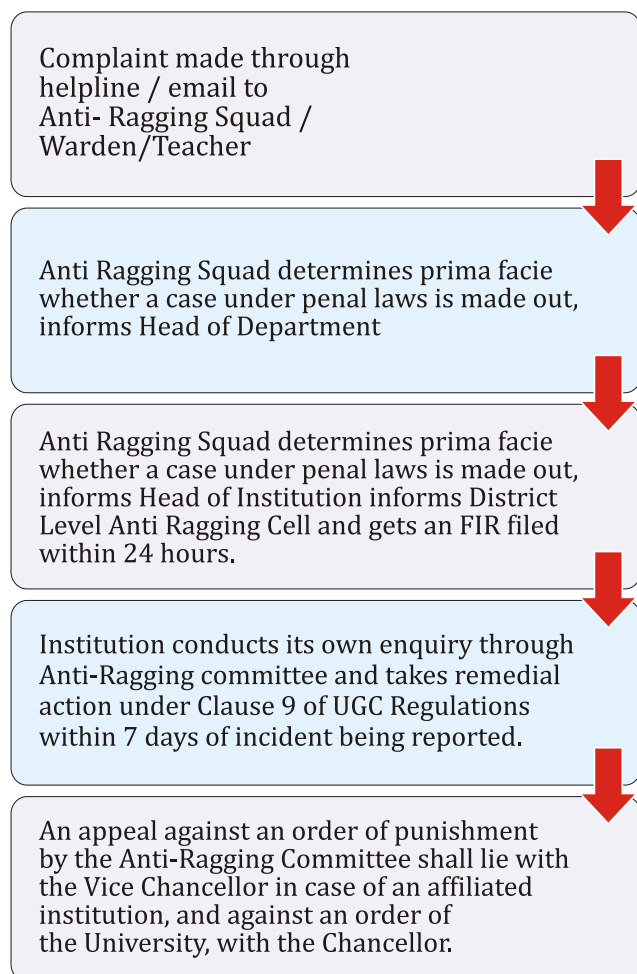 Complaint made through
helpline / email to
Anti- Ragging Squad /
Warden/Teacher
Anti Ragging Squad determines prima facie
whether a case under penal laws is made out,
informs Head of Department
Anti Ragging Squad determines prima facie
whether a case under penal laws is made out,
informs Head of Institution informs District
Level Anti Ragging Cell and gets an FIR filed
within 24 hours.
Institution conducts its own enquiry through
Anti-Ragging committee and takes remedial
action under Clause 9 of UGC Regulations
within 7 days of incident being reported.
An appeal against an order of punishment
by the Anti-Ragging Committee shall lie with
the Vice Chancellor in case of an affiliated
institution, and against an order of
the University, with the Chancellor.